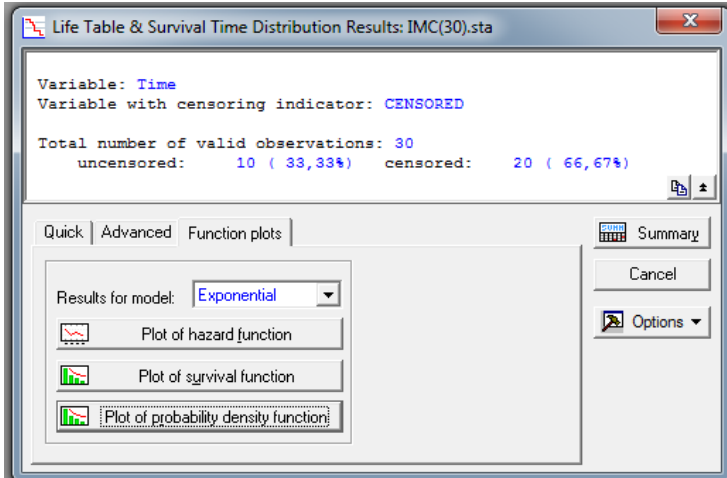 Life Table & Survival Time Distribution Results: IMC(30).sta
Variable: Time
Variable with censoring indicator: CENSORED
Total number of valid observations: 30
uncensored: 10 ( 33,33%) censored: 20 ( 66,67%)
Quick Advanced Function plots
Results for model: Exponential
Plot of hazard function
Plot of survival function
Plot of probability density function
SUMM Summary
Cancel
Options